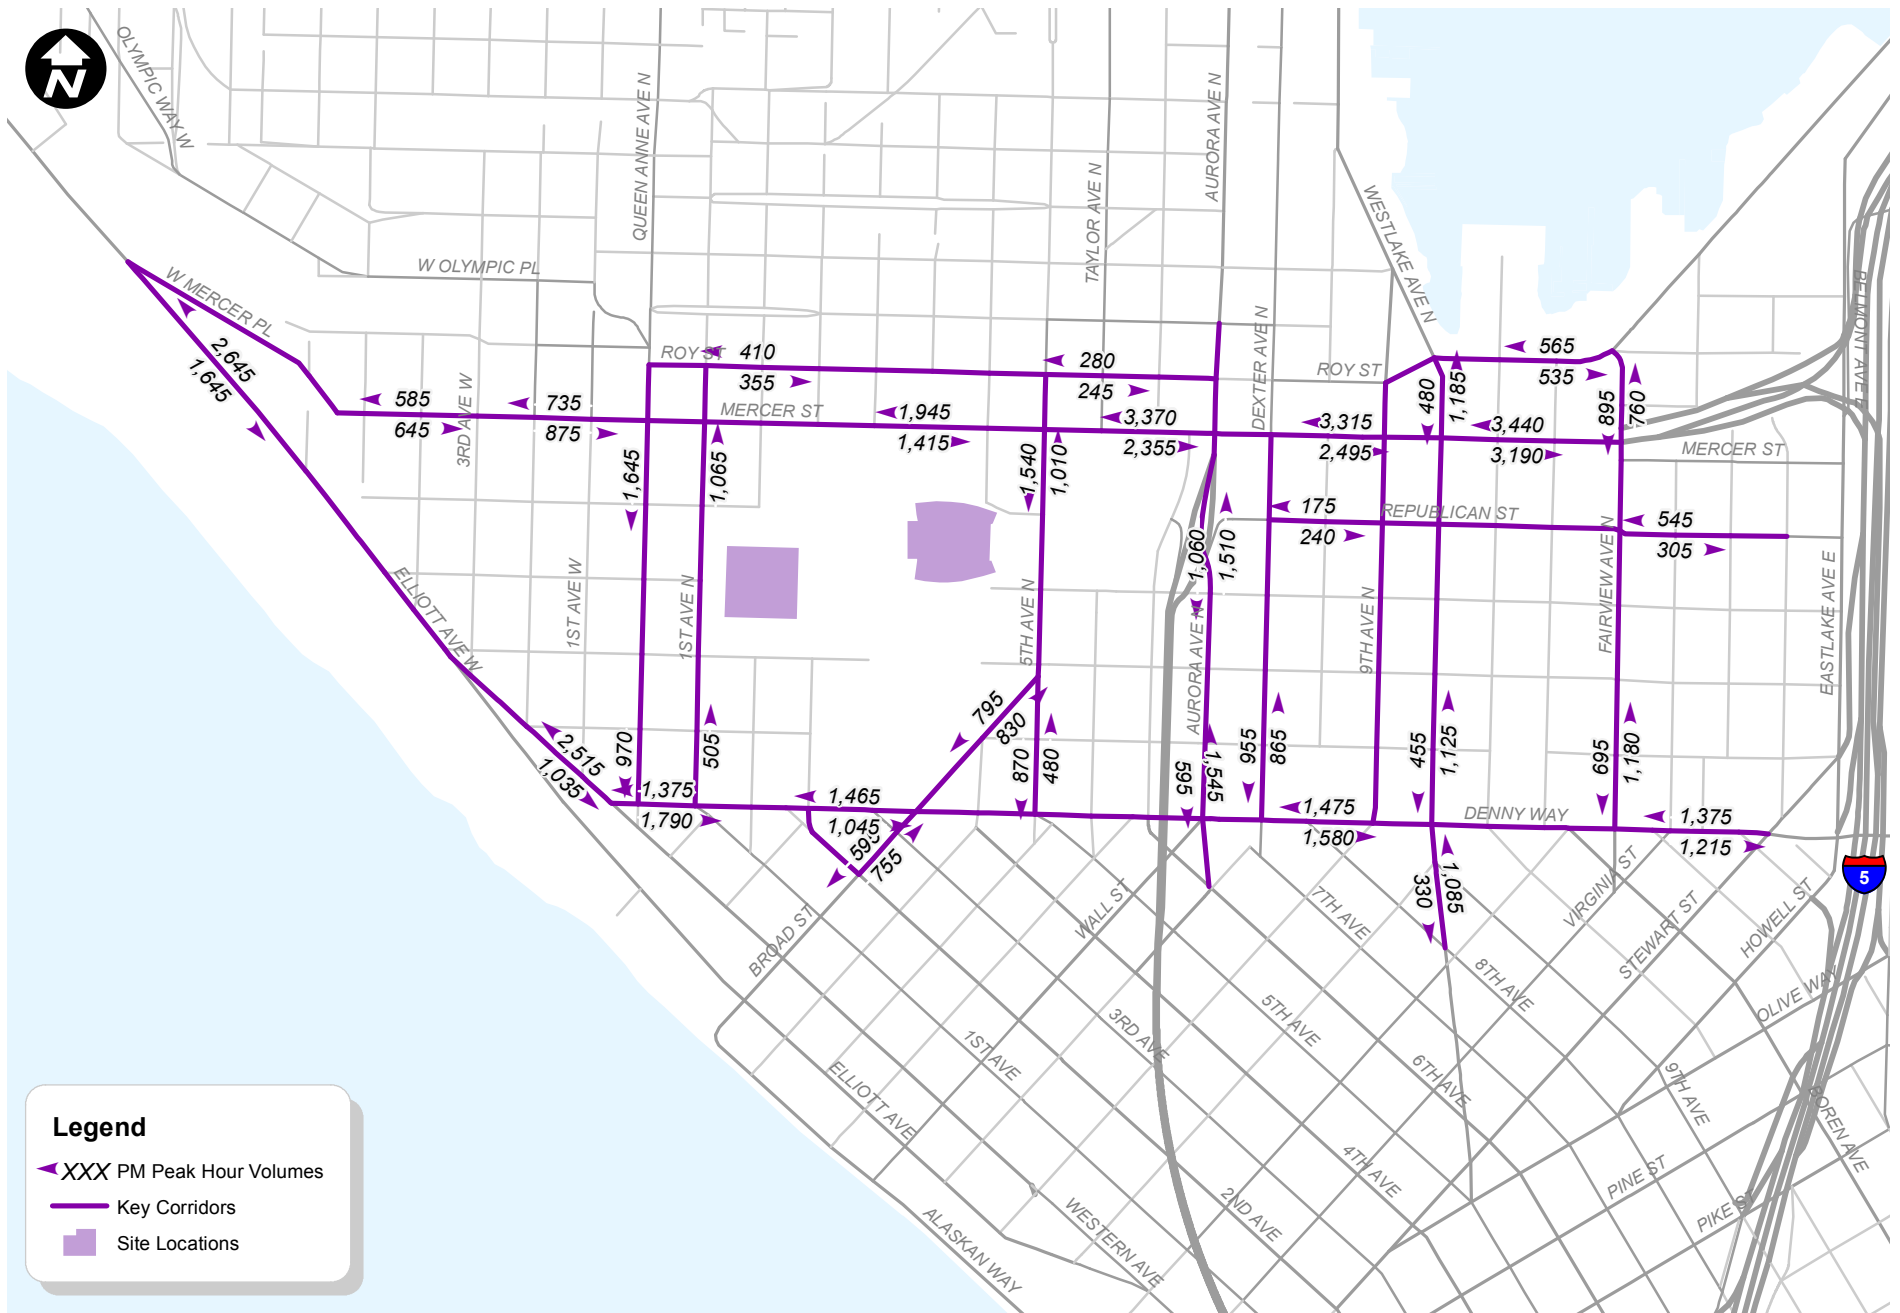 N
OLYMPIC WAY W
QUEEN ANNE AVE N
TAYLOR AVE N
AURORA AVE N
WESTLAKE AVE N
BELMONT AVE E
W OLYMPIC PL
W MERCER PL
DEXTER AVE N
ROY ST
410
355
280
245
ROY ST
565
535
480
1,185
895
760
2,645
1,645
585
645
3RD AVE W
735
875
MERCER ST
1,945
1,415
3,370
2,355
3,315
2,495
3,440
3,190
MERCER ST
1,645
1,065
1,540
1,010
175
240
REPUBLICAN ST
545
305
1,090
1,510
ELLIOTT AVE W
1ST AVE W
1ST AVE N
5TH AVE N
AURORA AVE N
9TH AVE N
FAIRVIEW AVE N
EASTLAKE AVE E
2,515
1,035
970
505
795
830
870
480
595
1,545
955
865
455
1,125
695
1,180
1,375
1,790
1,465
1,045
755
1,475
1,580
DENNY WAY
1,375
1,215
330
1,085
5
BROAD ST
WALL ST
7TH AVE
8TH AVE
VIRGINIA ST
STEWART ST
HOWELL ST
OLIVE WAY
1ST AVE
3RD AVE
5TH AVE
6TH AVE
9TH AVE
BOREN AVE
ELLIOTT AVE
4TH AVE
2ND AVE
PINE ST
PIKE ST
WESTERN AVE
ALASKAN WAY
Legend
XXX PM Peak Hour Volumes
Key Corridors
Site Locations